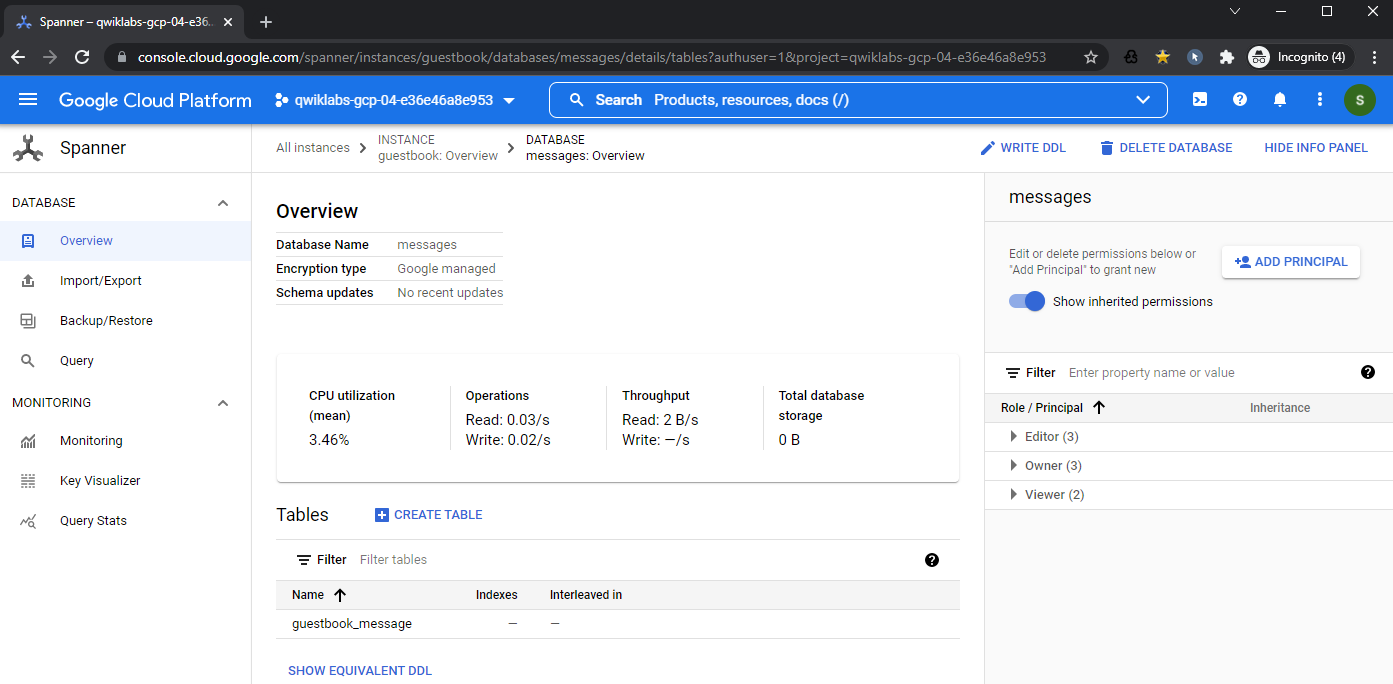 Spanner – qwiklabs-gcp-04-e36..
console.cloud.google.com/spanner/instances/guestbook/databases/messages/details/tables?authuser=1&project=qwiklabs-gcp-04-e36e46a8e953
Incognito (4)
Google Cloud Platform
qwiklabs-gcp-04-e36e46a8e953
Search Products, resources, docs (/)
S
Spanner
All instances
INSTANCE
guestbook: Overview
DATABASE
messages: Overview
WRITE DDL
DELETE DATABASE
HIDE INFO PANEL
DATABASE
Overview
Import/Export
Backup/Restore
Query
MONITORING
Monitoring
Key Visualizer
Query Stats
Overview
Database Name messages
Encryption type Google managed
Schema updates No recent updates
CPU utilization
(mean)
3.46%
Operations
Read: 0.03/s
Write: 0.02/s
Throughput
Read: 2 B/s
Write: —/s
Total database
storage
0 B
Tables
CREATE TABLE
Filter Filter tables
Name Indexes Interleaved in
guestbook_message — —
SHOW EQUIVALENT DDL
messages
Edit or delete permissions below or
"Add Principal" to grant new
ADD PRINCIPAL
Show inherited permissions
Filter Enter property name or value
Role / Principal Inheritance
Editor (3)
Owner (3)
Viewer (2)